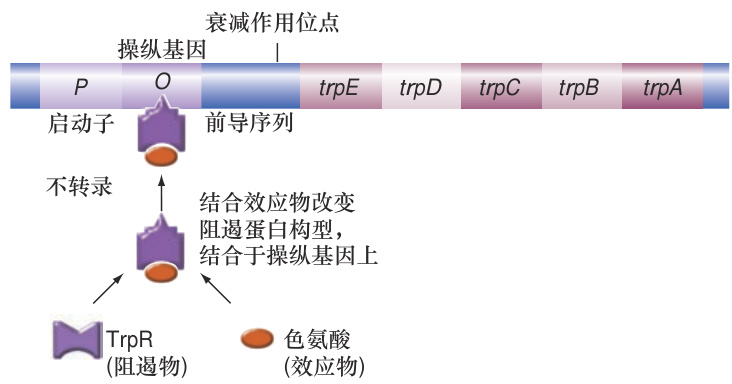 衰减作用位点
操纵基因
P O trpE trpD trpC trpB trpA
启动子 前导序列
不转录
结合效应物改变
阻遏蛋白构型，
结合于操纵基因上
TrpR
(阻遏物)
色氨酸
(效应物)